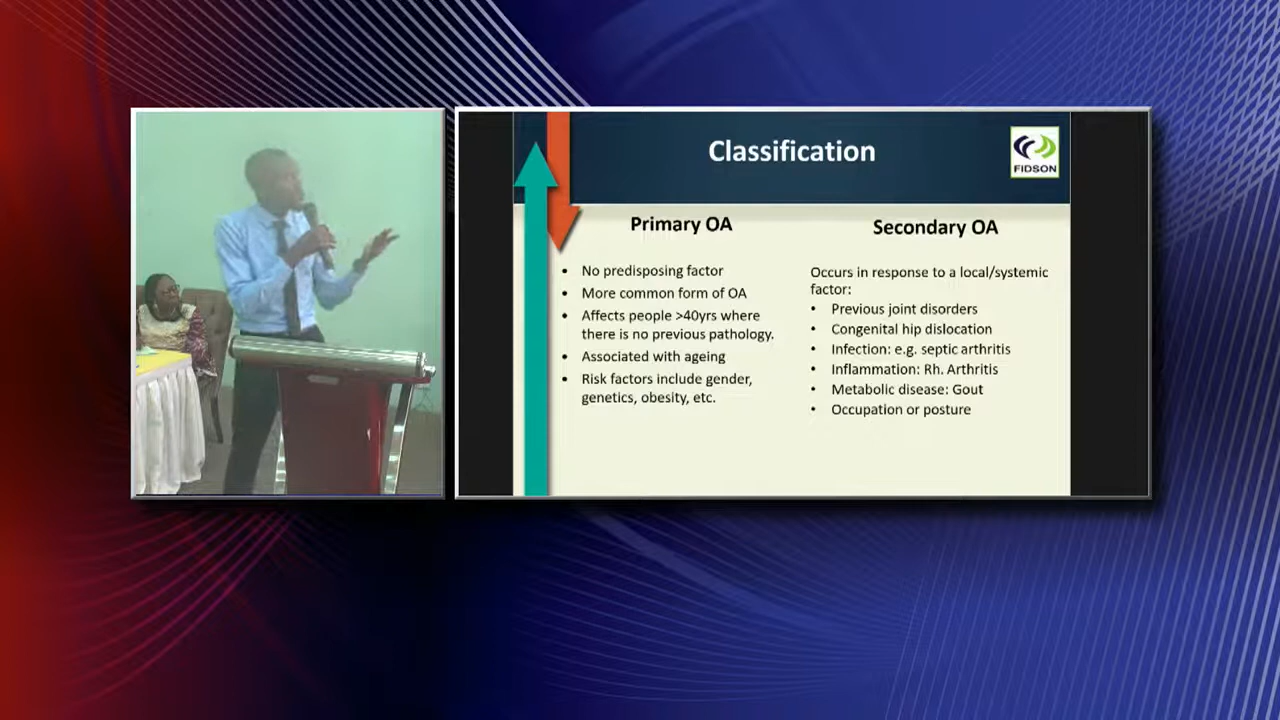 Classification
FIDSON
Primary OA
• No predisposing factor
• More common form of OA
• Affects people >40yrs where
there is no previous pathology.
• Associated with ageing
• Risk factors include gender,
genetics, obesity, etc.
Secondary OA
Occurs in response to a local/systemic
factor:
• Previous joint disorders
• Congenital hip dislocation
• Infection: e.g. septic arthritis
• Inflammation: Rh. Arthritis
• Metabolic disease: Gout
• Occupation or posture